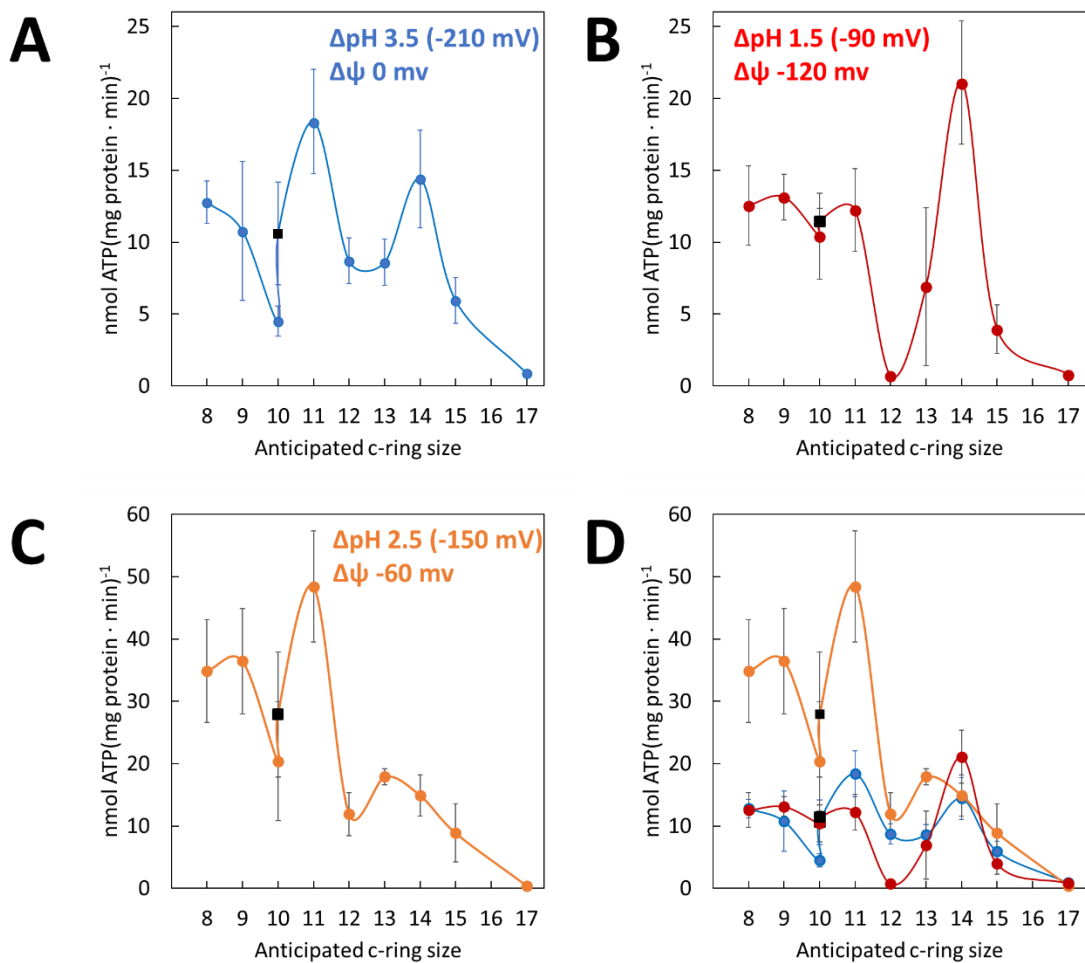 A
ΔpH 3.5 (-210 mV)
Δψ 0 mv
nmol ATP(mg protein · min)⁻¹
25
20
15
10
5
0
8 9 10 11 12 13 14 15 16 17
Anticipated c-ring size
B
ΔpH 1.5 (-90 mV)
Δψ -120 mv
nmol ATP(mg protein · min)⁻¹
25
20
15
10
5
0
8 9 10 11 12 13 14 15 16 17
Anticipated c-ring size
C
ΔpH 2.5 (-150 mV)
Δψ -60 mv
nmol ATP(mg protein · min)⁻¹
60
50
40
30
20
10
0
8 9 10 11 12 13 14 15 16 17
Anticipated c-ring size
D
nmol ATP(mg protein · min)⁻¹
60
50
40
30
20
10
0
8 9 10 11 12 13 14 15 16 17
Anticipated c-ring size